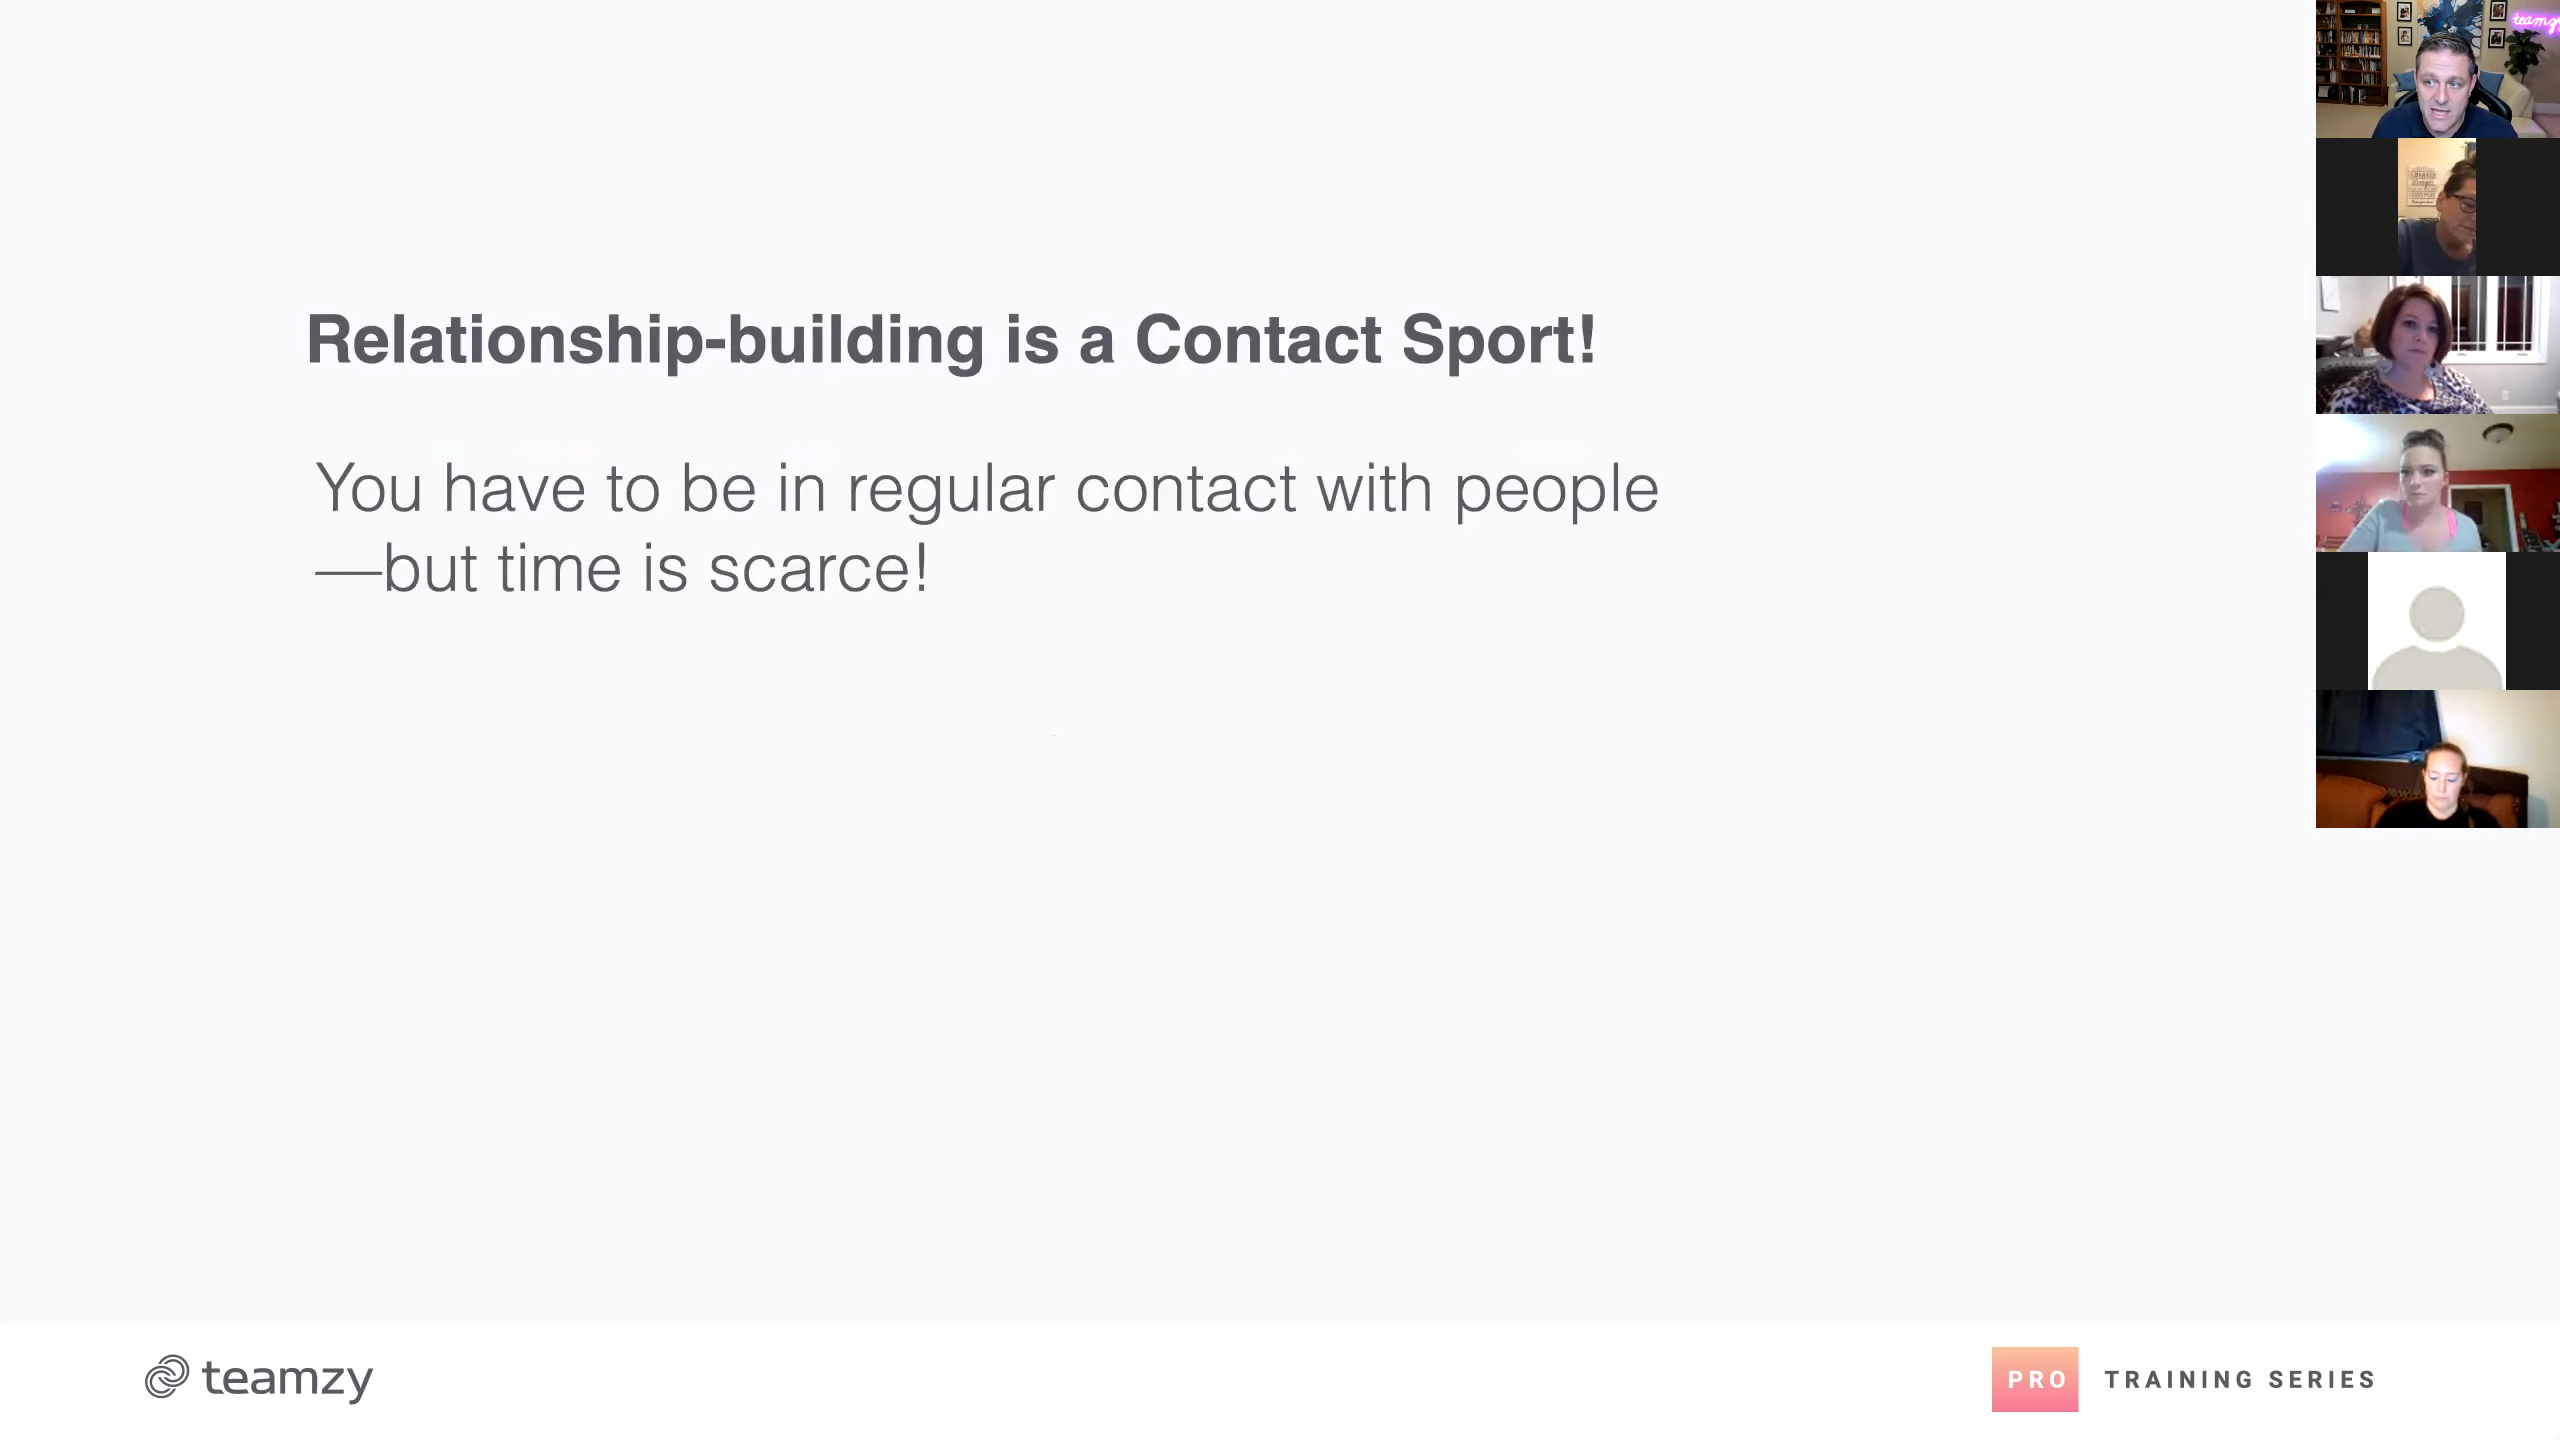 Relationship-building is a Contact Sport!
You have to be in regular contact with people
—but time is scarce!
teamzy
PRO TRAINING SERIES